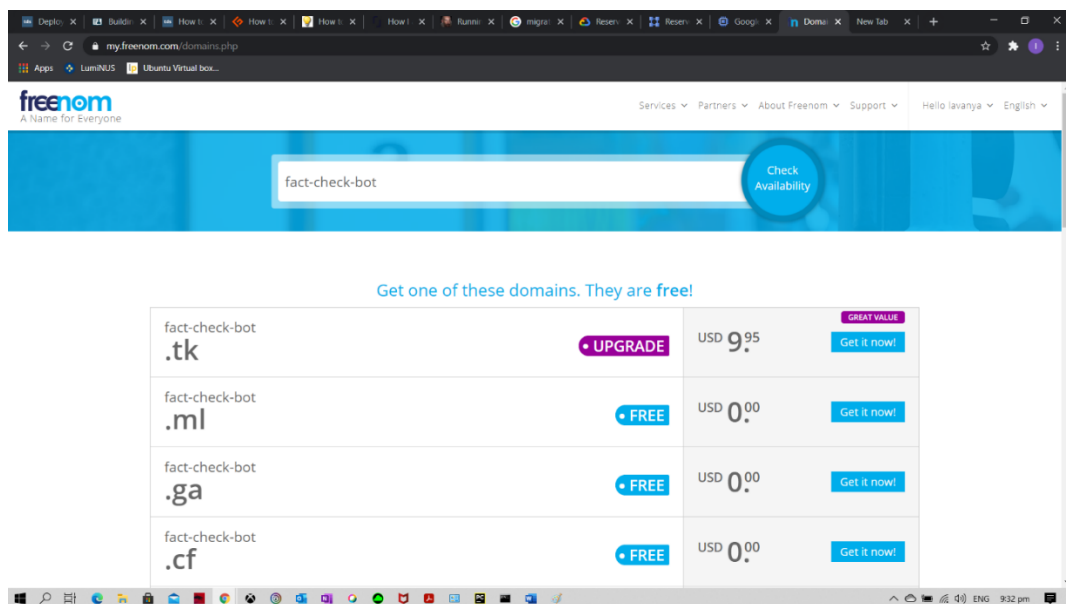 Deploy
Buildin
How t
How t
How t
How I
Runnin
migrat
Reserv
Reserv
Googl
Domai
New Tab
my.freenom.com/domains.php
Apps
LumiNUS
Ubuntu Virtual box...
freenom
A Name for Everyone
Services
Partners
About Freenom
Support
Hello lavanya
English
fact-check-bot
Check
Availability
Get one of these domains. They are free!
fact-check-bot
.tk
• UPGRADE
USD 9.95
GREAT VALUE
Get it now!
fact-check-bot
.ml
• FREE
USD 0.00
Get it now!
fact-check-bot
.ga
• FREE
USD 0.00
Get it now!
fact-check-bot
.cf
• FREE
USD 0.00
Get it now!
ENG
9:32 pm